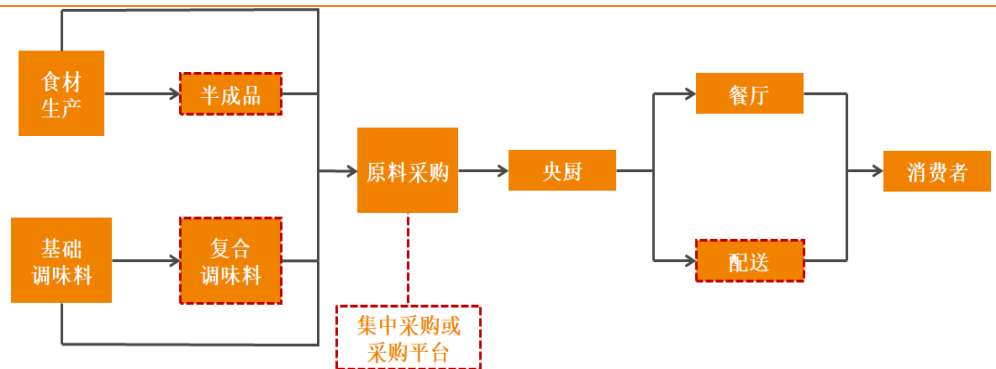 食材
生产
半成品
基础
调味料
复合
调味料
原料采购
集中采购或
采购平台
央厨
餐厅
配送
消费者